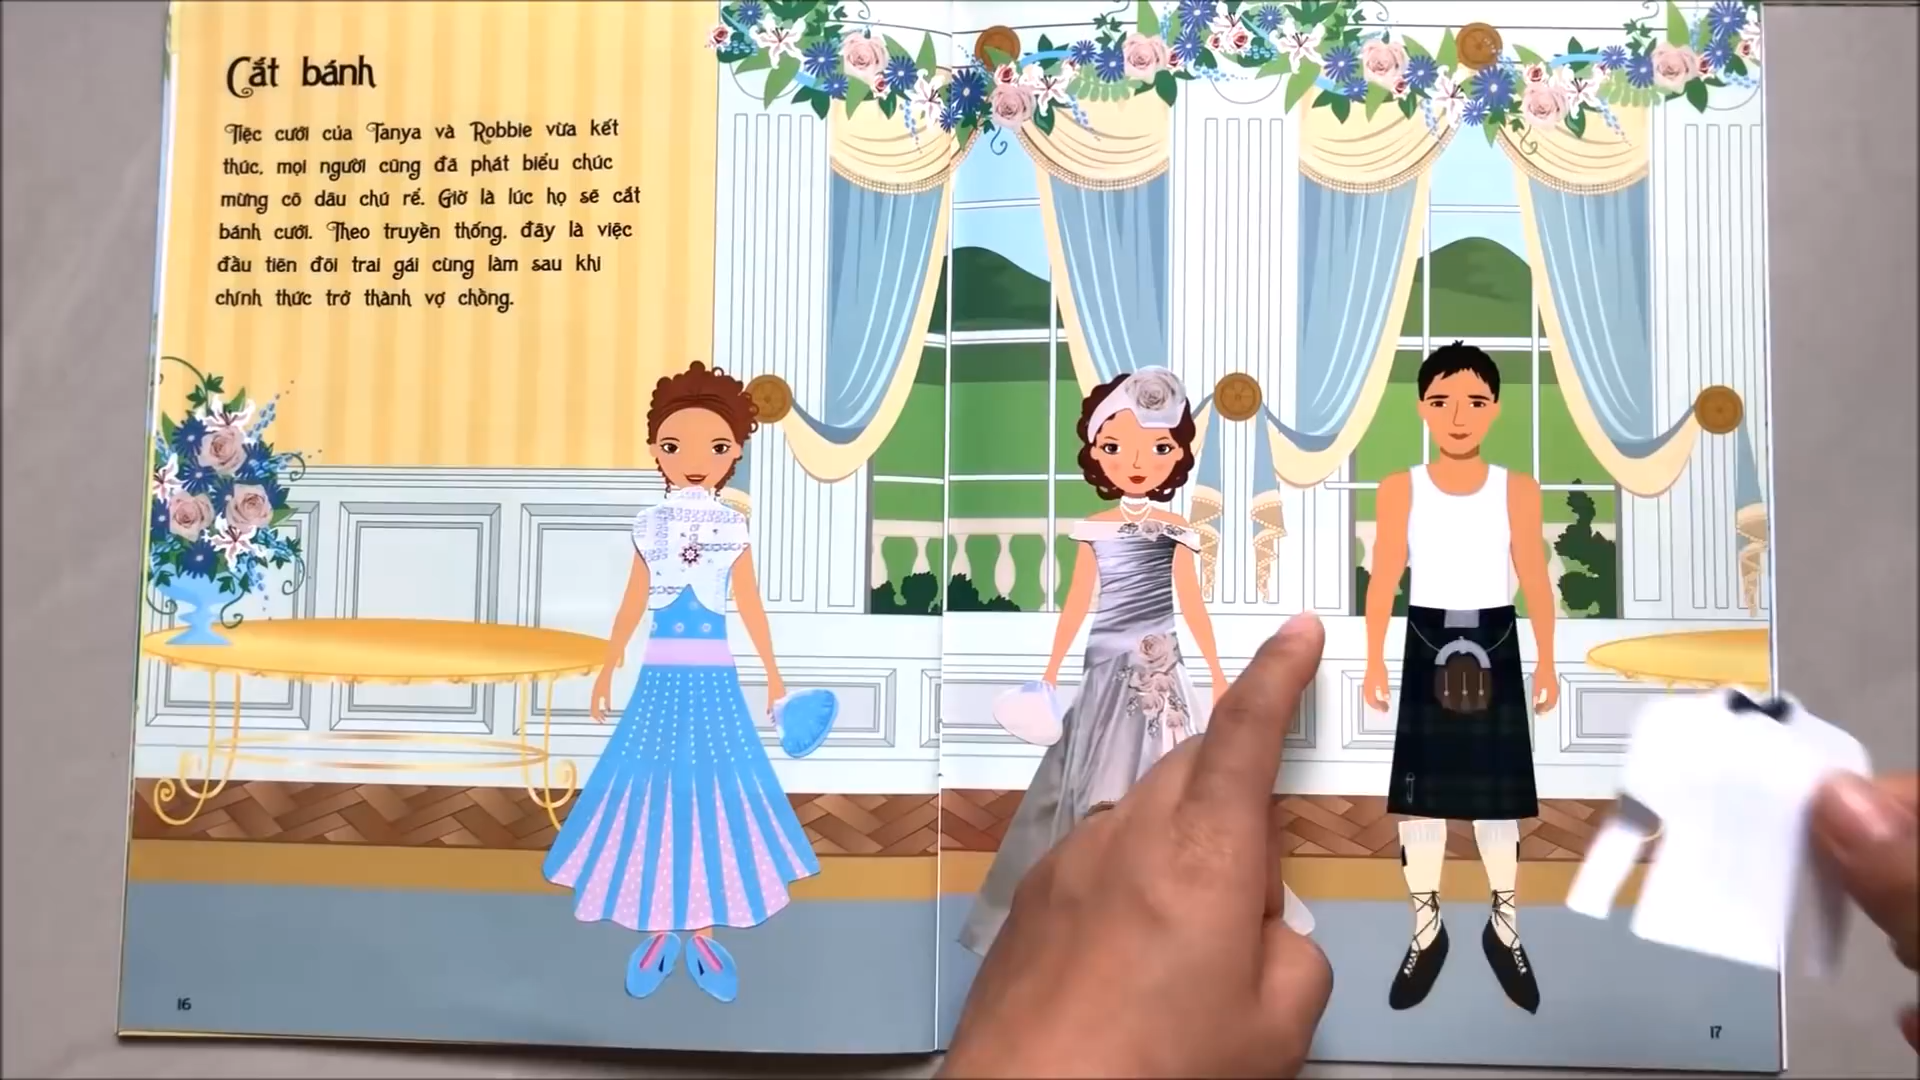 Cắt bánh
Tiệc cưới của Tanya và Robbie vừa kết
thúc, mọi người cũng đã phát biểu chúc
mừng cô dâu chú rể. Giờ là lúc họ sẽ cắt
bánh cưới. Theo truyền thống, đây là việc
đầu tiên đôi trai gái cùng làm sau khi
chính thức trở thành vợ chồng.
16
17